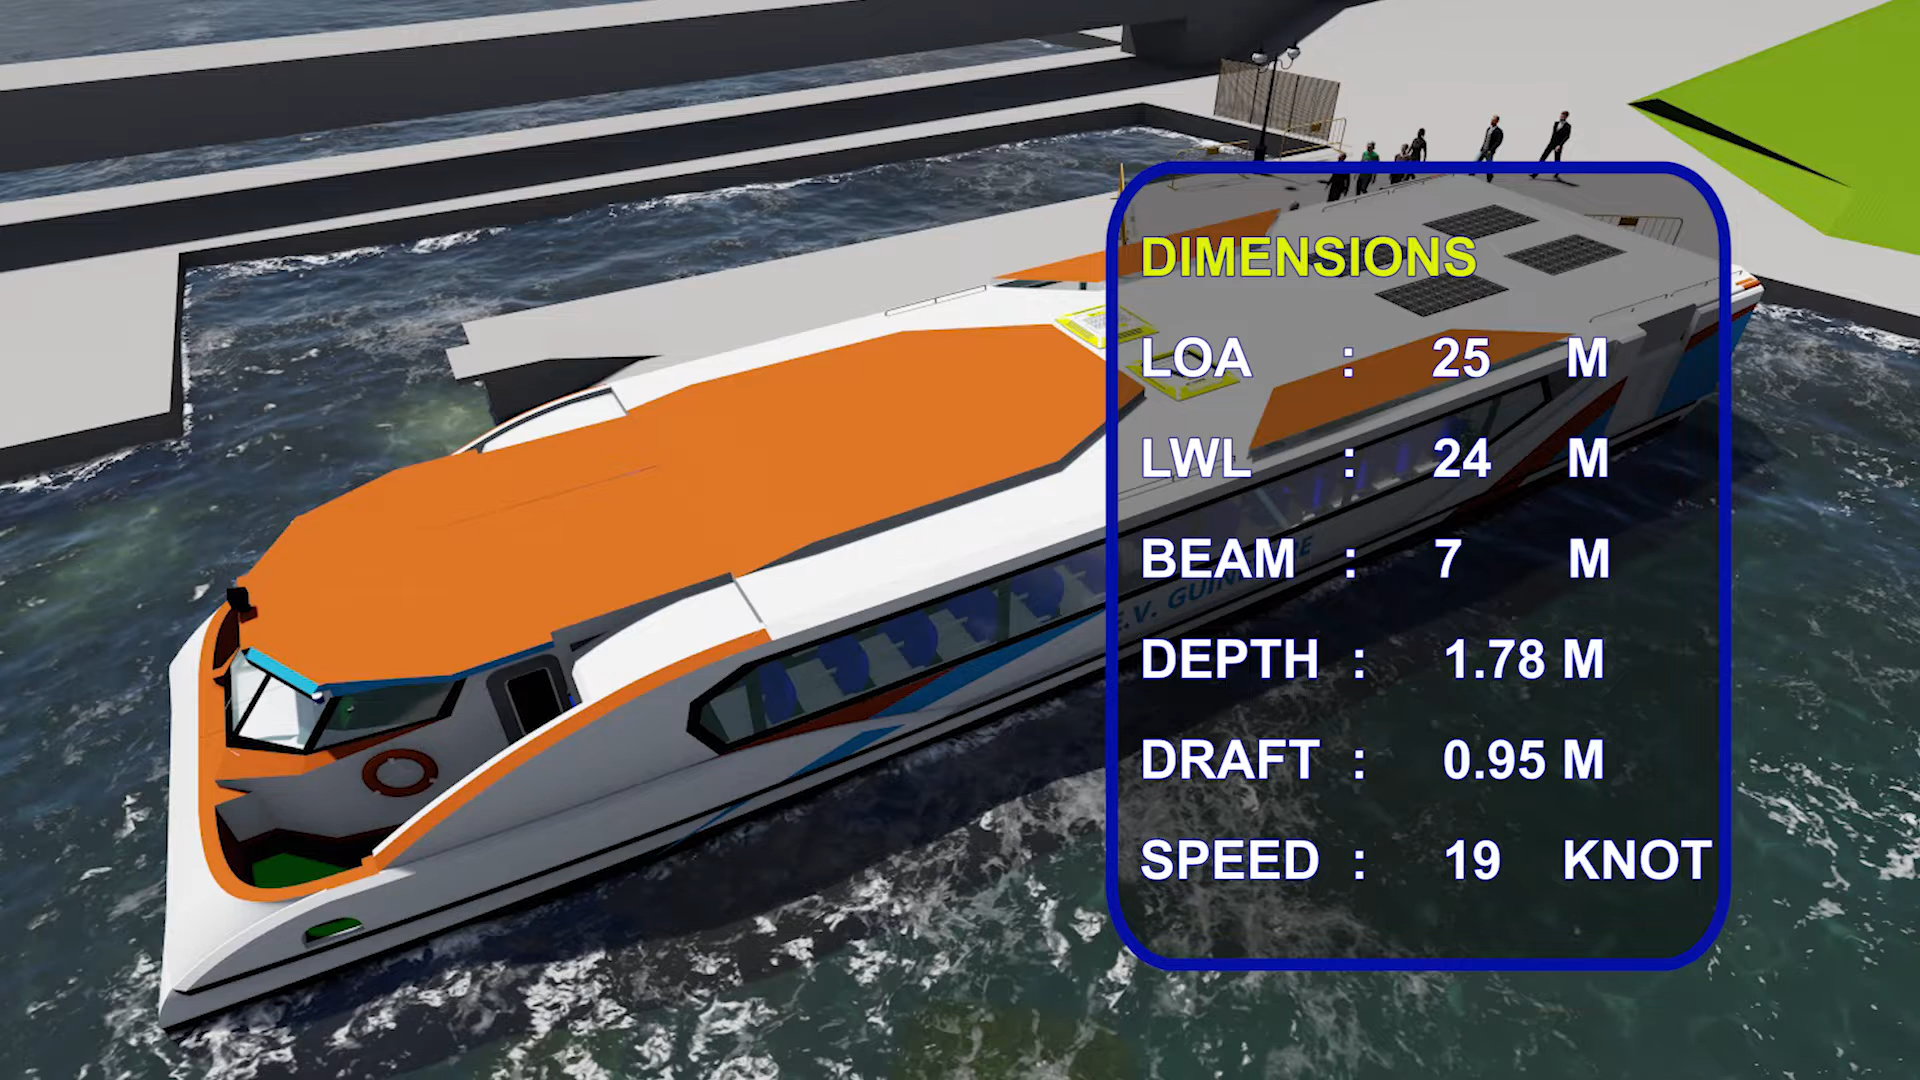 DIMENSIONS
LOA : 25 M
LWL : 24 M
BEAM : 7 M
DEPTH : 1.78 M
DRAFT : 0.95 M
SPEED : 19 KNOT